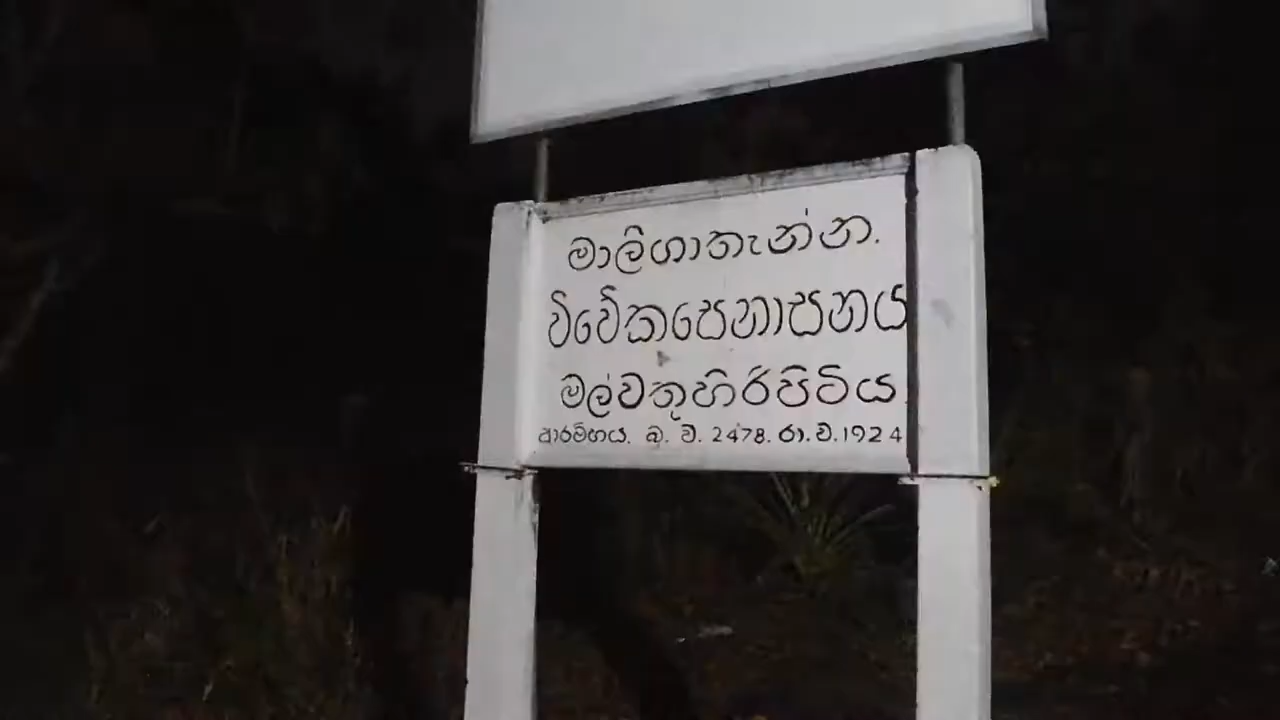 මාලිගාතැන්න.
විවේකසෙනාසනය
මල්වතුහිරිපිටිය
ආරම්භය. බු. ව. 2478. රා.ව.1924